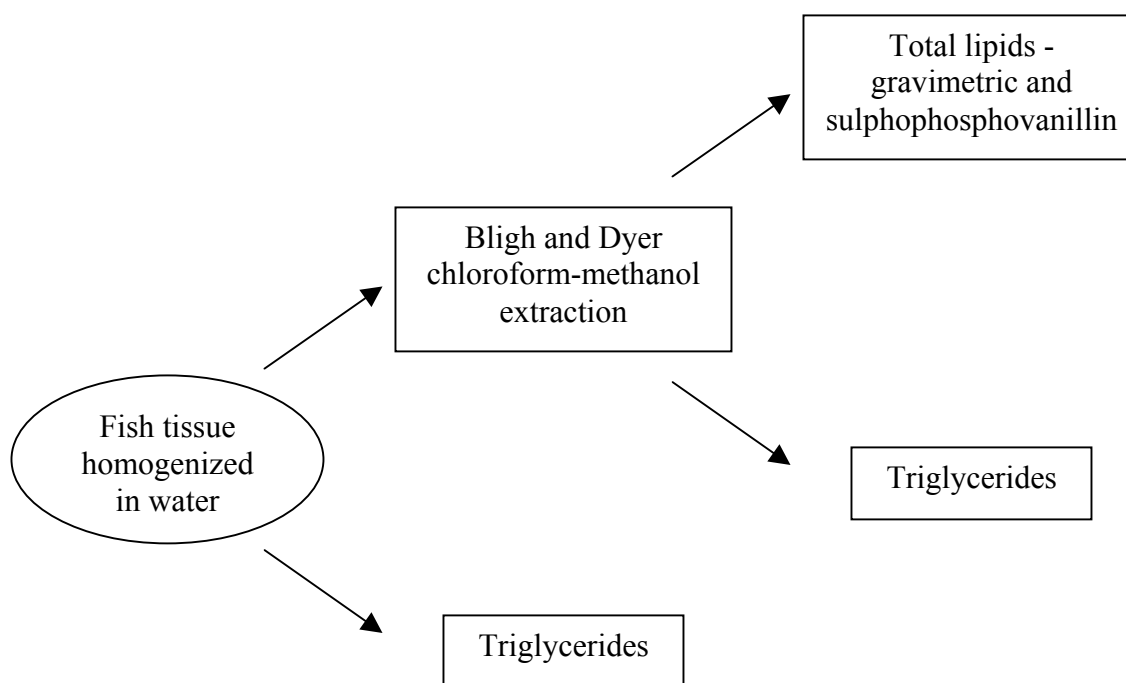 Total lipids -
gravimetric and
sulphophosphovanillin
Bligh and Dyer
chloroform-methanol
extraction
Fish tissue
homogenized
in water
Triglycerides
Triglycerides